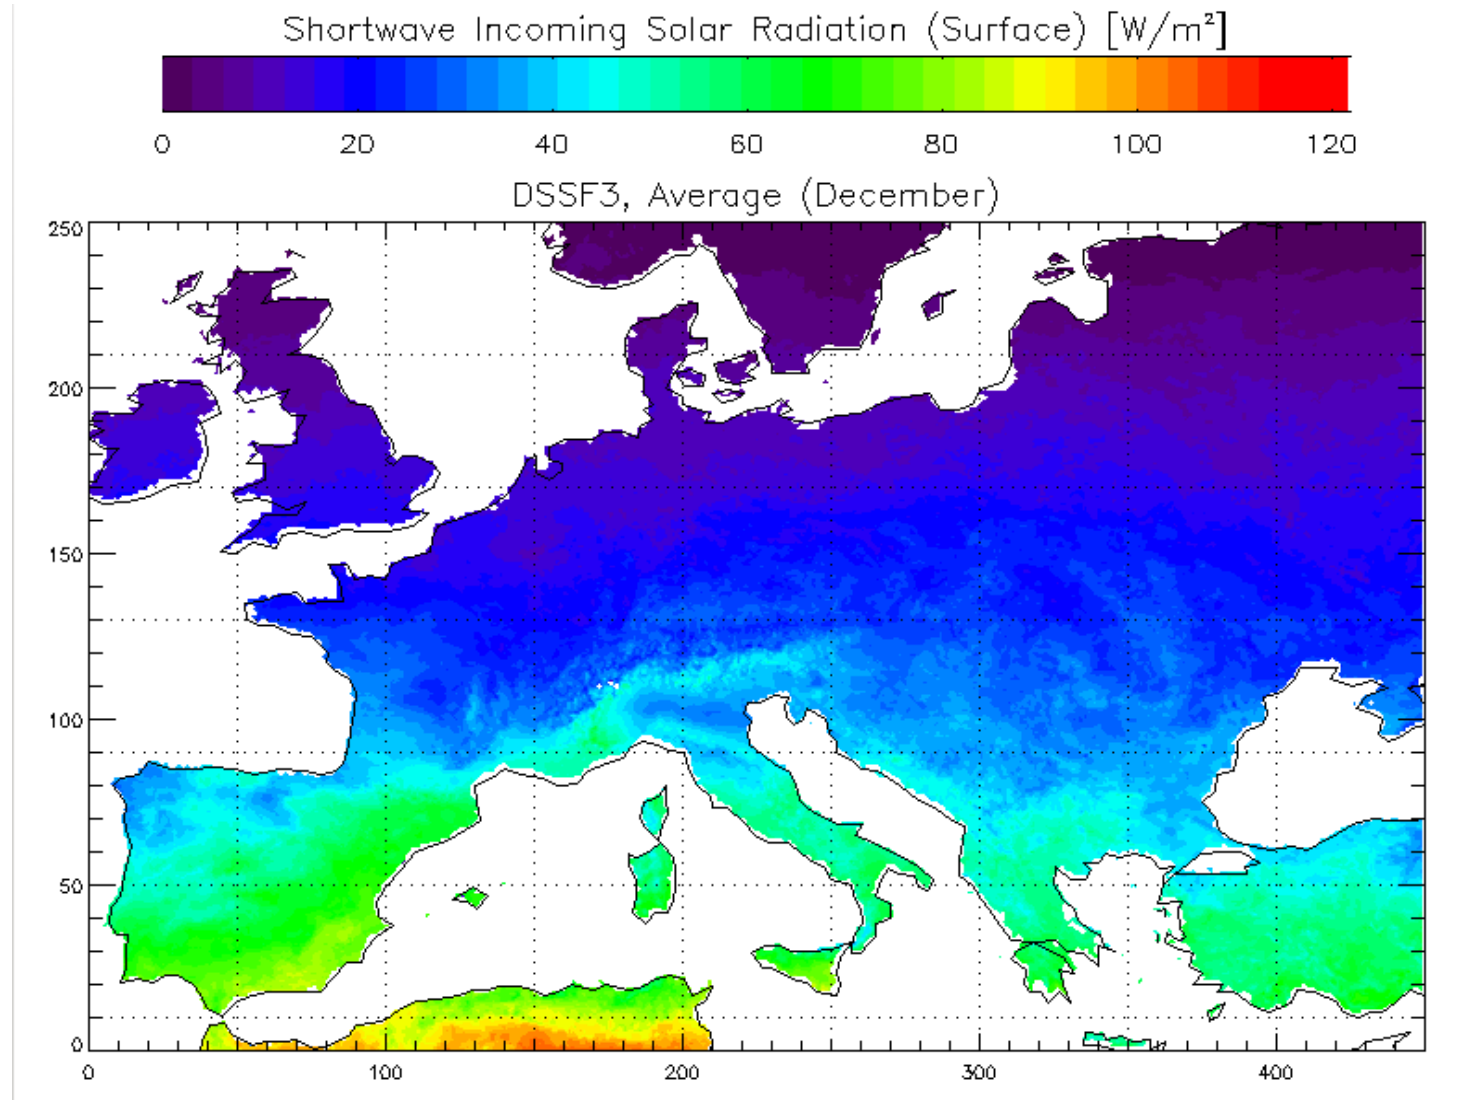 Shortwave Incoming Solar Radiation (Surface) [W/m²]
0 20 40 60 80 100 120
DSSF3, Average (December)
250
200
150
100
50
0
0 100 200 300 400